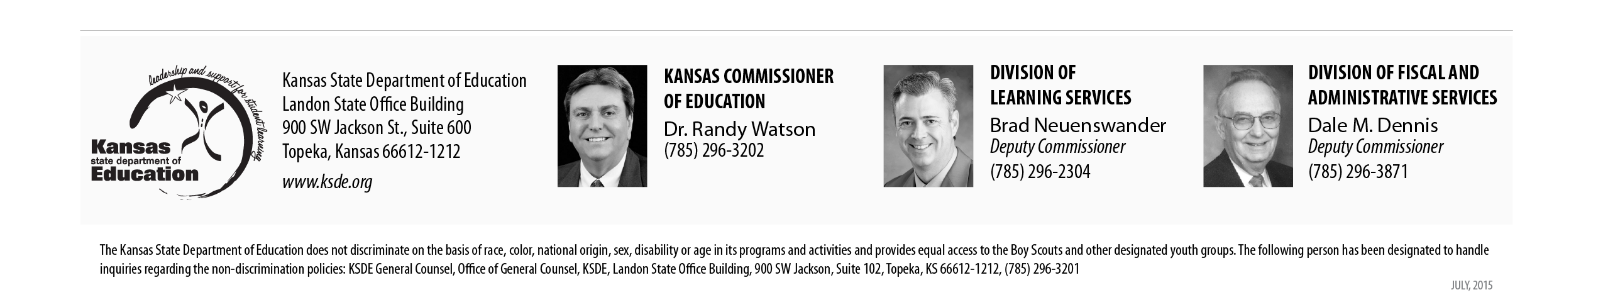 leadership and support for student learning
Kansas
state department of
Education
Kansas State Department of Education
Landon State Office Building
900 SW Jackson St., Suite 600
Topeka, Kansas 66612-1212
www.ksde.org
KANSAS COMMISSIONER
OF EDUCATION
Dr. Randy Watson
(785) 296-3202
DIVISION OF
LEARNING SERVICES
Brad Neuenswander
Deputy Commissioner
(785) 296-2304
DIVISION OF FISCAL AND
ADMINISTRATIVE SERVICES
Dale M. Dennis
Deputy Commissioner
(785) 296-3871
The Kansas State Department of Education does not discriminate on the basis of race, color, national origin, sex, disability or age in its programs and activities and provides equal access to the Boy Scouts and other designated youth groups. The following person has been designated to handle
inquiries regarding the non-discrimination policies: KSDE General Counsel, Office of General Counsel, KSDE, Landon State Office Building, 900 SW Jackson, Suite 102, Topeka, KS 66612-1212, (785) 296-3201
JULY, 2015